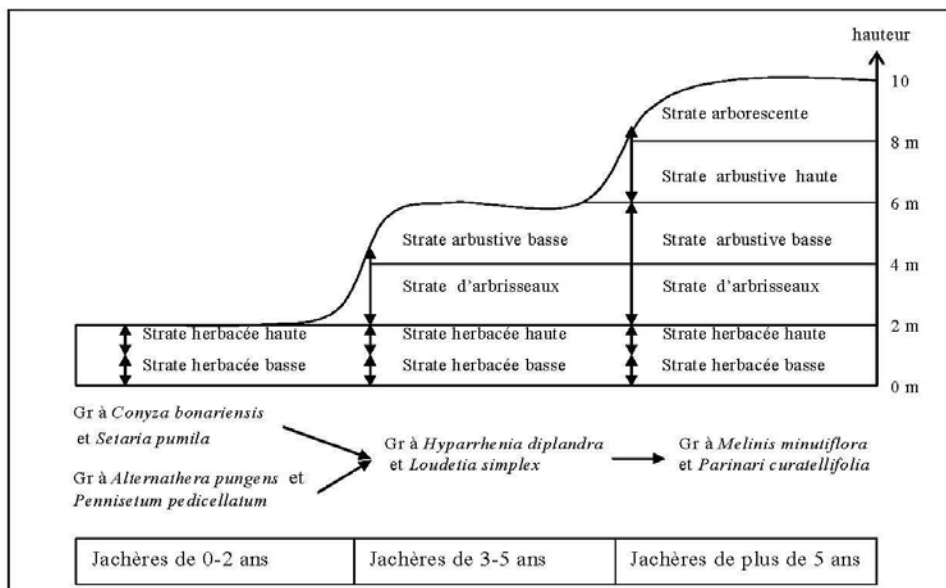 hauteur
10
Strate arborescente
8 m
Strate arbustive haute
6 m
Strate arbustive basse
Strate arbustive basse
4 m
Strate d'arbrisseaux
Strate d'arbrisseaux
2 m
Strate herbacée haute
Strate herbacée haute
Strate herbacée haute
Strate herbacée basse
Strate herbacée basse
Strate herbacée basse
0 m
Gr à Conyza bonariensis
et Setaria pumila
Gr à Alternathera pungens et
Pennisetum pedicellatum
Gr à Hyparrhenia diplandra
et Loudetia simplex
Gr à Melinis minutiflora
et Parinari curatellifolia
Jachères de 0-2 ans
Jachères de 3-5 ans
Jachères de plus de 5 ans